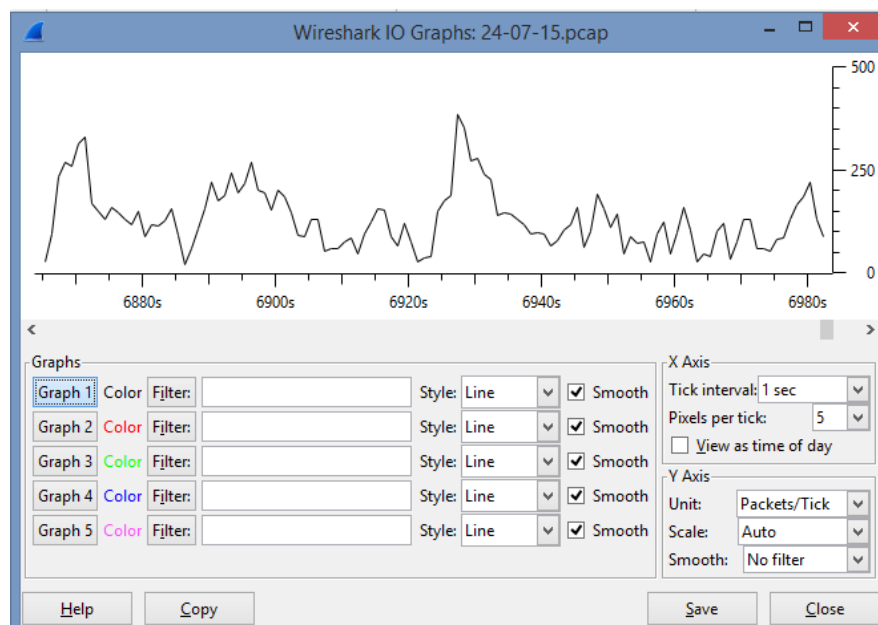 Wireshark IO Graphs: 24-07-15.pcap
500
250
0
6880s 6900s 6920s 6940s 6960s 6980s
Graphs
Graph 1 Color Filter: Style: Line Smooth
Graph 2 Color Filter: Style: Line Smooth
Graph 3 Color Filter: Style: Line Smooth
Graph 4 Color Filter: Style: Line Smooth
Graph 5 Color Filter: Style: Line Smooth
X Axis
Tick interval: 1 sec
Pixels per tick: 5
View as time of day
Y Axis
Unit: Packets/Tick
Scale: Auto
Smooth: No filter
Help Copy Save Close